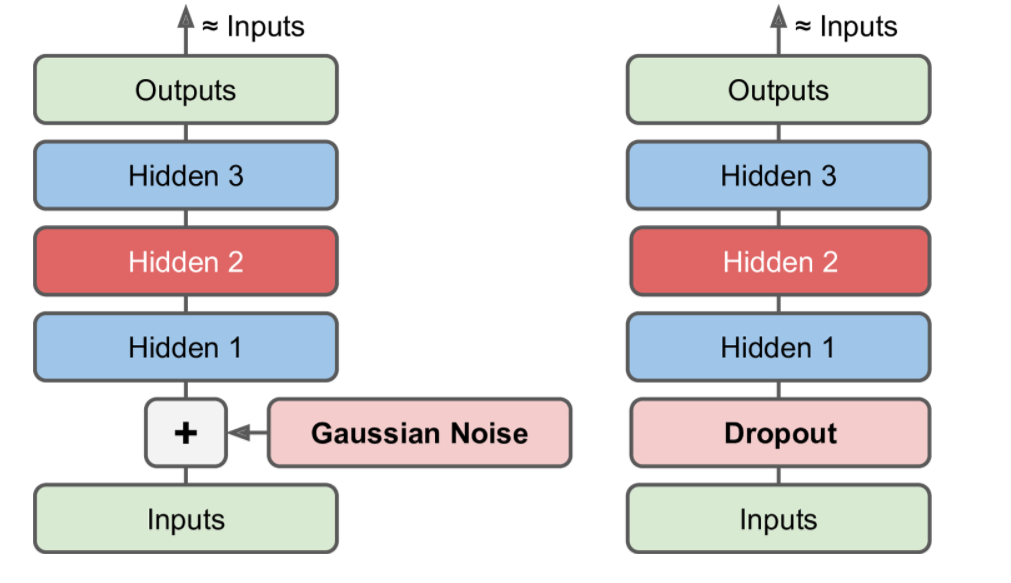 ≈ Inputs
Outputs
Hidden 3
Hidden 2
Hidden 1
+
Gaussian Noise
Inputs
≈ Inputs
Outputs
Hidden 3
Hidden 2
Hidden 1
Dropout
Inputs